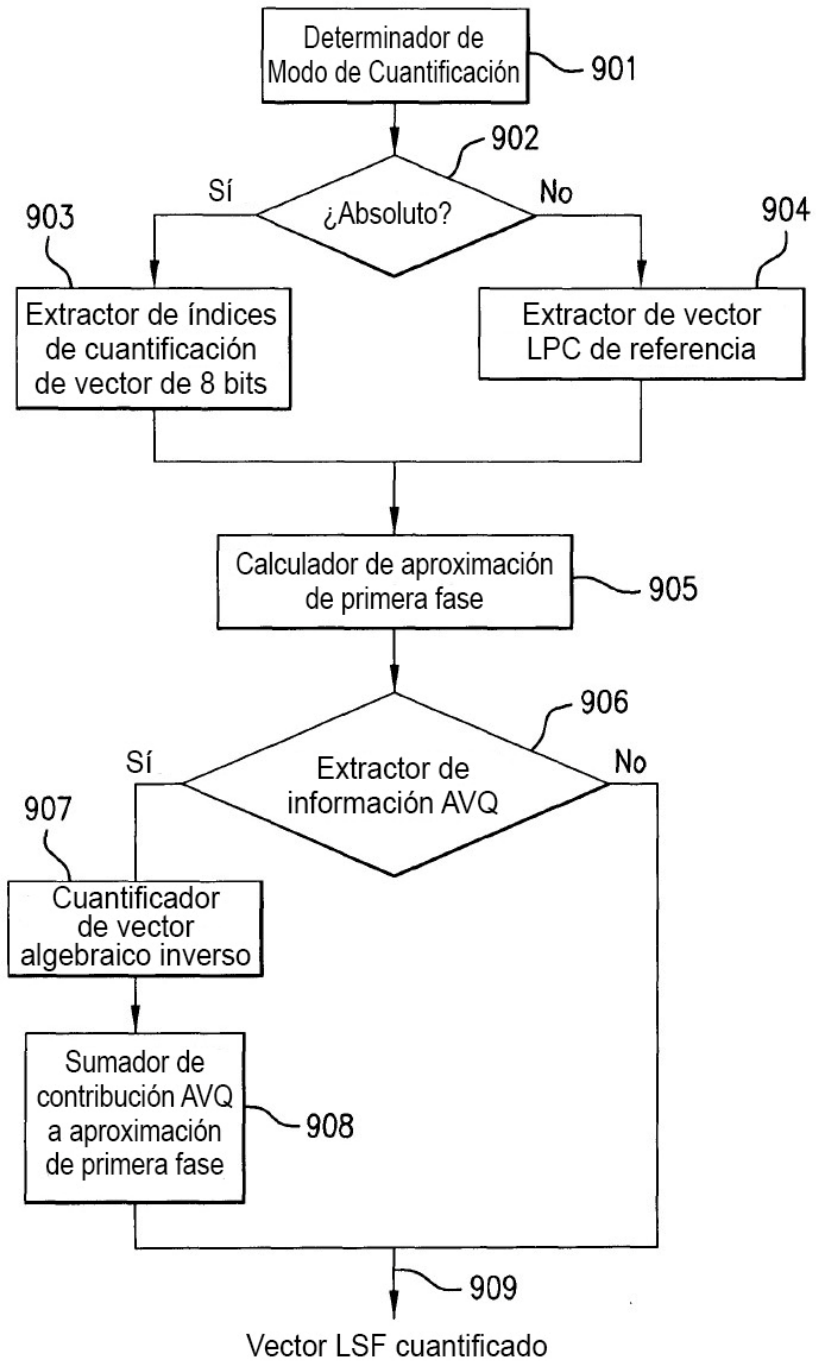 Determinador de
Modo de Cuantificación
901
902
Sí
¿Absoluto?
No
903
904
Extractor de índices
de cuantificación
de vector de 8 bits
Extractor de vector
LPC de referencia
Calculador de aproximación
de primera fase
905
906
Sí
Extractor de
información AVQ
No
907
Cuantificador
de vector
algebraico inverso
Sumador de
contribución AVQ
a aproximación
de primera fase
908
909
Vector LSF cuantificado